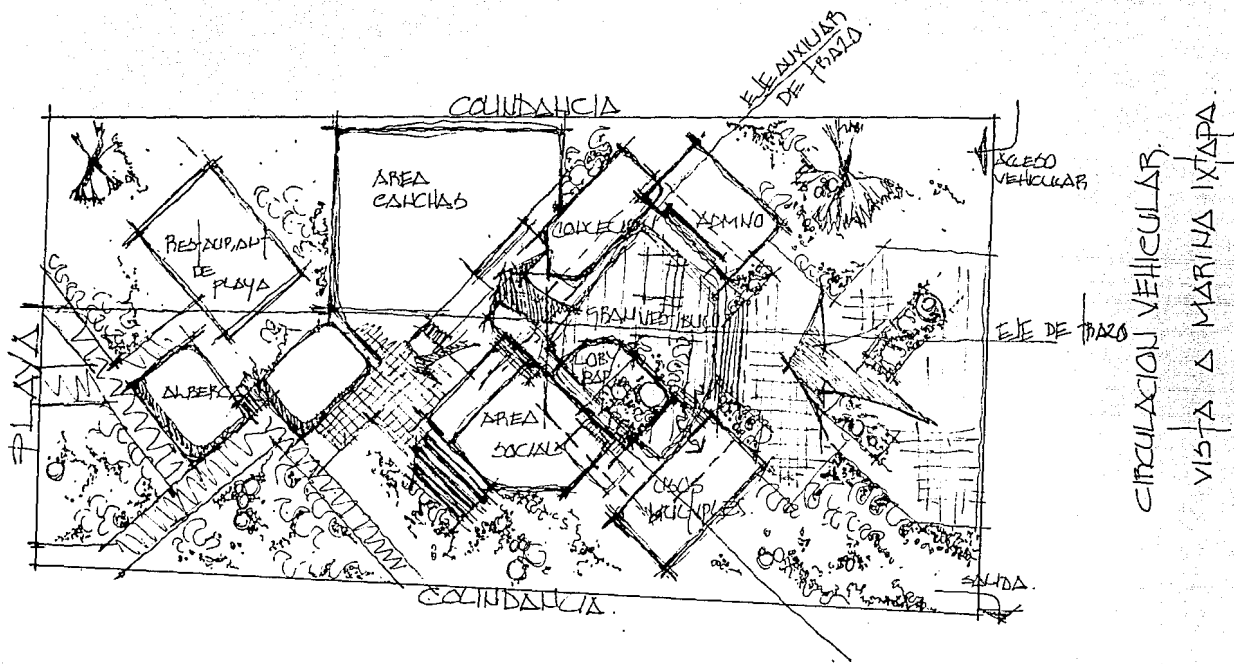 EJE AUXILIAR
DE TRAZO.
COLINDANCIA
ACCESO
VEHICULAR
AREA
CANCHAS
ADMNO
RESTAURANT
DE
PLAYA
GRAN VESTIBULO
EJE DE TRAZO
LOBY
BAR
ALBERCA
AREA
SOCIAL
USOS
MULTIPLES
PLAYA
CIRCULACION VEHICULAR.
VISTA A MARINA IXTAPA.
SALIDA.
COLINDANCIA.